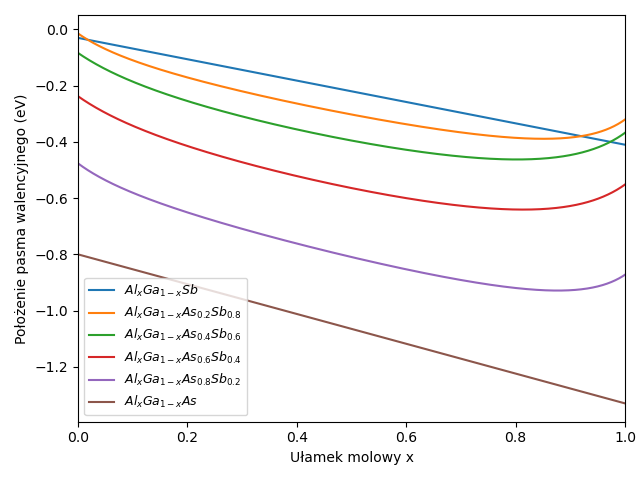 0.0
−0.2
−0.4
−0.6
−0.8
−1.0
−1.2
Położenie pasma walencyjnego (eV)
AlₓGa₁₋ₓSb
AlₓGa₁₋ₓAs₀.₂Sb₀.₈
AlₓGa₁₋ₓAs₀.₄Sb₀.₆
AlₓGa₁₋ₓAs₀.₆Sb₀.₄
AlₓGa₁₋ₓAs₀.₈Sb₀.₂
AlₓGa₁₋ₓAs
0.0 0.2 0.4 0.6 0.8 1.0
Ułamek molowy x